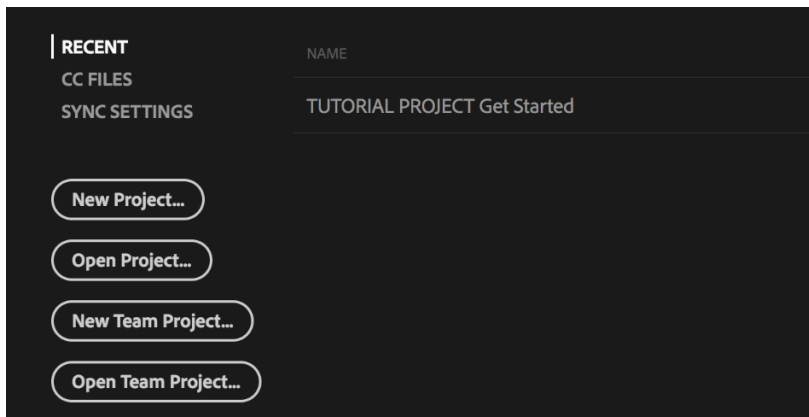 RECENT
CC FILES
SYNC SETTINGS
NAME
TUTORIAL PROJECT Get Started
New Project...
Open Project...
New Team Project...
Open Team Project...